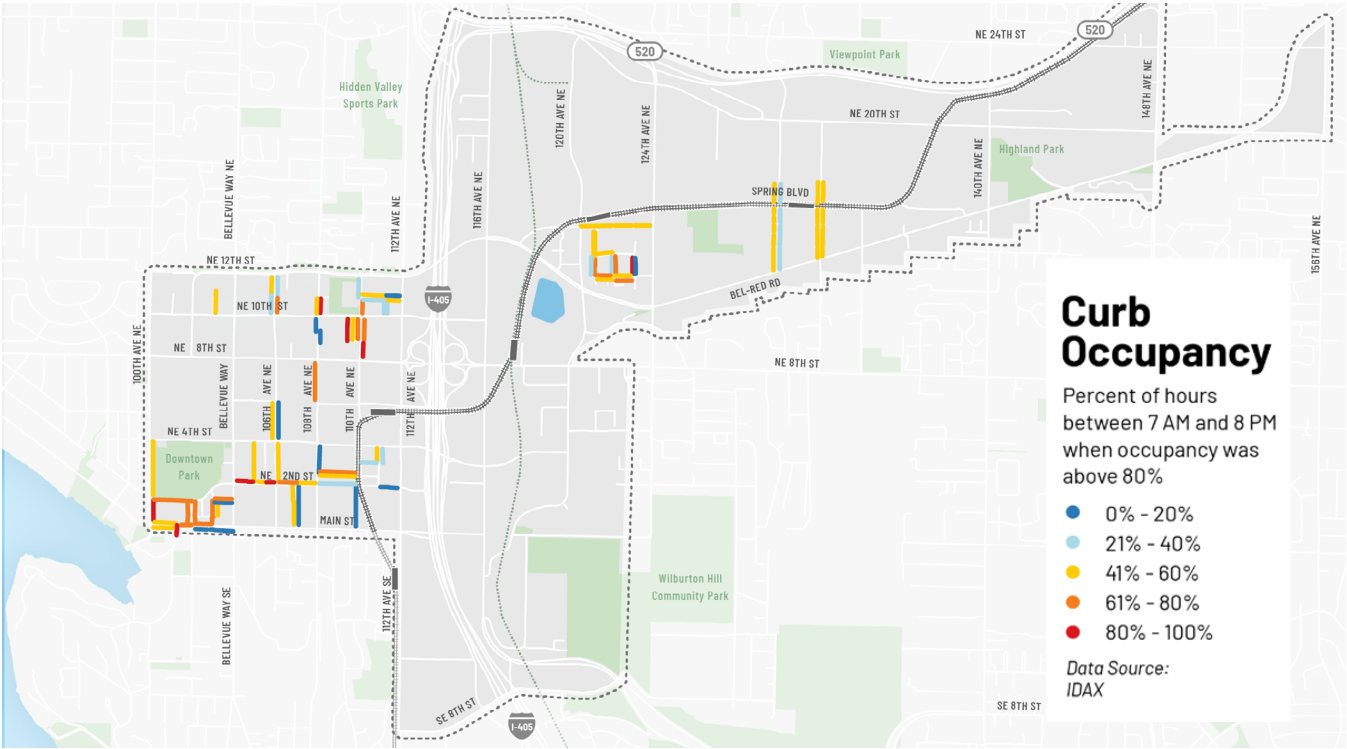 520
NE 24TH ST
520
Viewpoint Park
Hidden Valley
Sports Park
120TH AVE NE
124TH AVE NE
NE 20TH ST
148TH AVE NE
BELLEVUE WAY NE
112TH AVE NE
116TH AVE NE
140TH AVE NE
Highland Park
SPRING BLVD
156TH AVE NE
NE 12TH ST
I-405
NE 10TH ST
BEL-RED RD
100TH AVE NE
NE 8TH ST
NE 8TH ST
BELLEVUE WAY
106TH AVE NE
108TH AVE NE
110TH AVE NE
112TH AVE NE
NE 4TH ST
Downtown
Park
NE 2ND ST
MAIN ST
112TH AVE SE
BELLEVUE WAY SE
Wilburton Hill
Community Park
SE 8TH ST
I-405
SE 8TH ST
Curb
Occupancy
Percent of hours
between 7 AM and 8 PM
when occupancy was
above 80%
0% - 20%
21% - 40%
41% - 60%
61% - 80%
80% - 100%
Data Source:
IDAX